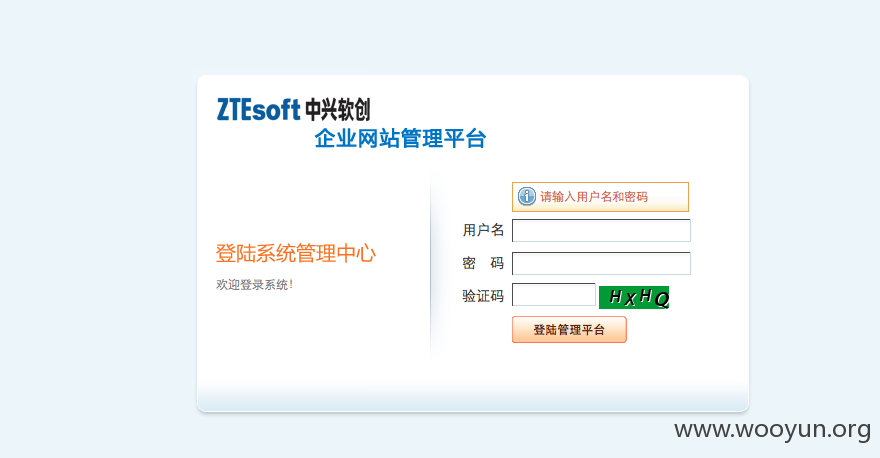 ZTEsoft 中兴软创
企业网站管理平台
请输入用户名和密码
用户名
登陆系统管理中心
密 码
欢迎登录系统！
验证码 HXHQ
登陆管理平台
www.wooyun.org